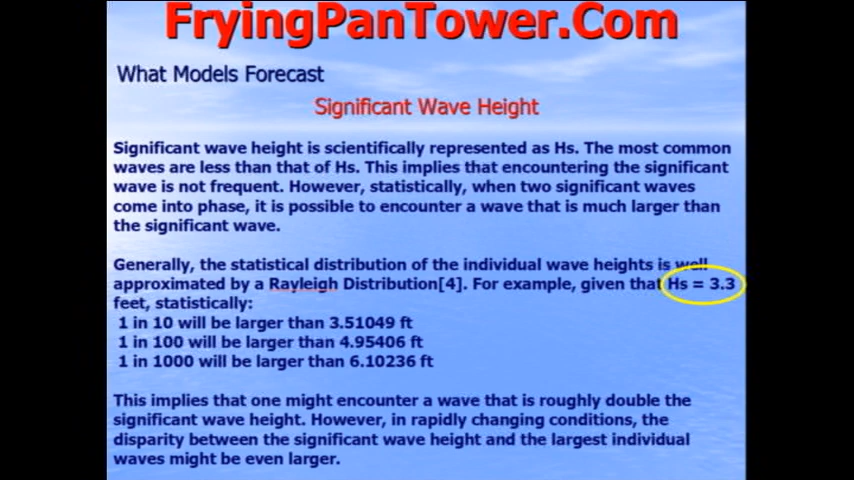 FryingPanTower.Com
What Models Forecast
Significant Wave Height
Significant wave height is scientifically represented as Hs. The most common
waves are less than that of Hs. This implies that encountering the significant
wave is not frequent. However, statistically, when two significant waves
come into phase, it is possible to encounter a wave that is much larger than
the significant wave.
Generally, the statistical distribution of the individual wave heights is well
approximated by a Rayleigh Distribution[4]. For example, given that Hs = 3.3
feet, statistically:
1 in 10 will be larger than 3.51049 ft
1 in 100 will be larger than 4.95406 ft
1 in 1000 will be larger than 6.10236 ft
This implies that one might encounter a wave that is roughly double the
significant wave height. However, in rapidly changing conditions, the
disparity between the significant wave height and the largest individual
waves might be even larger.